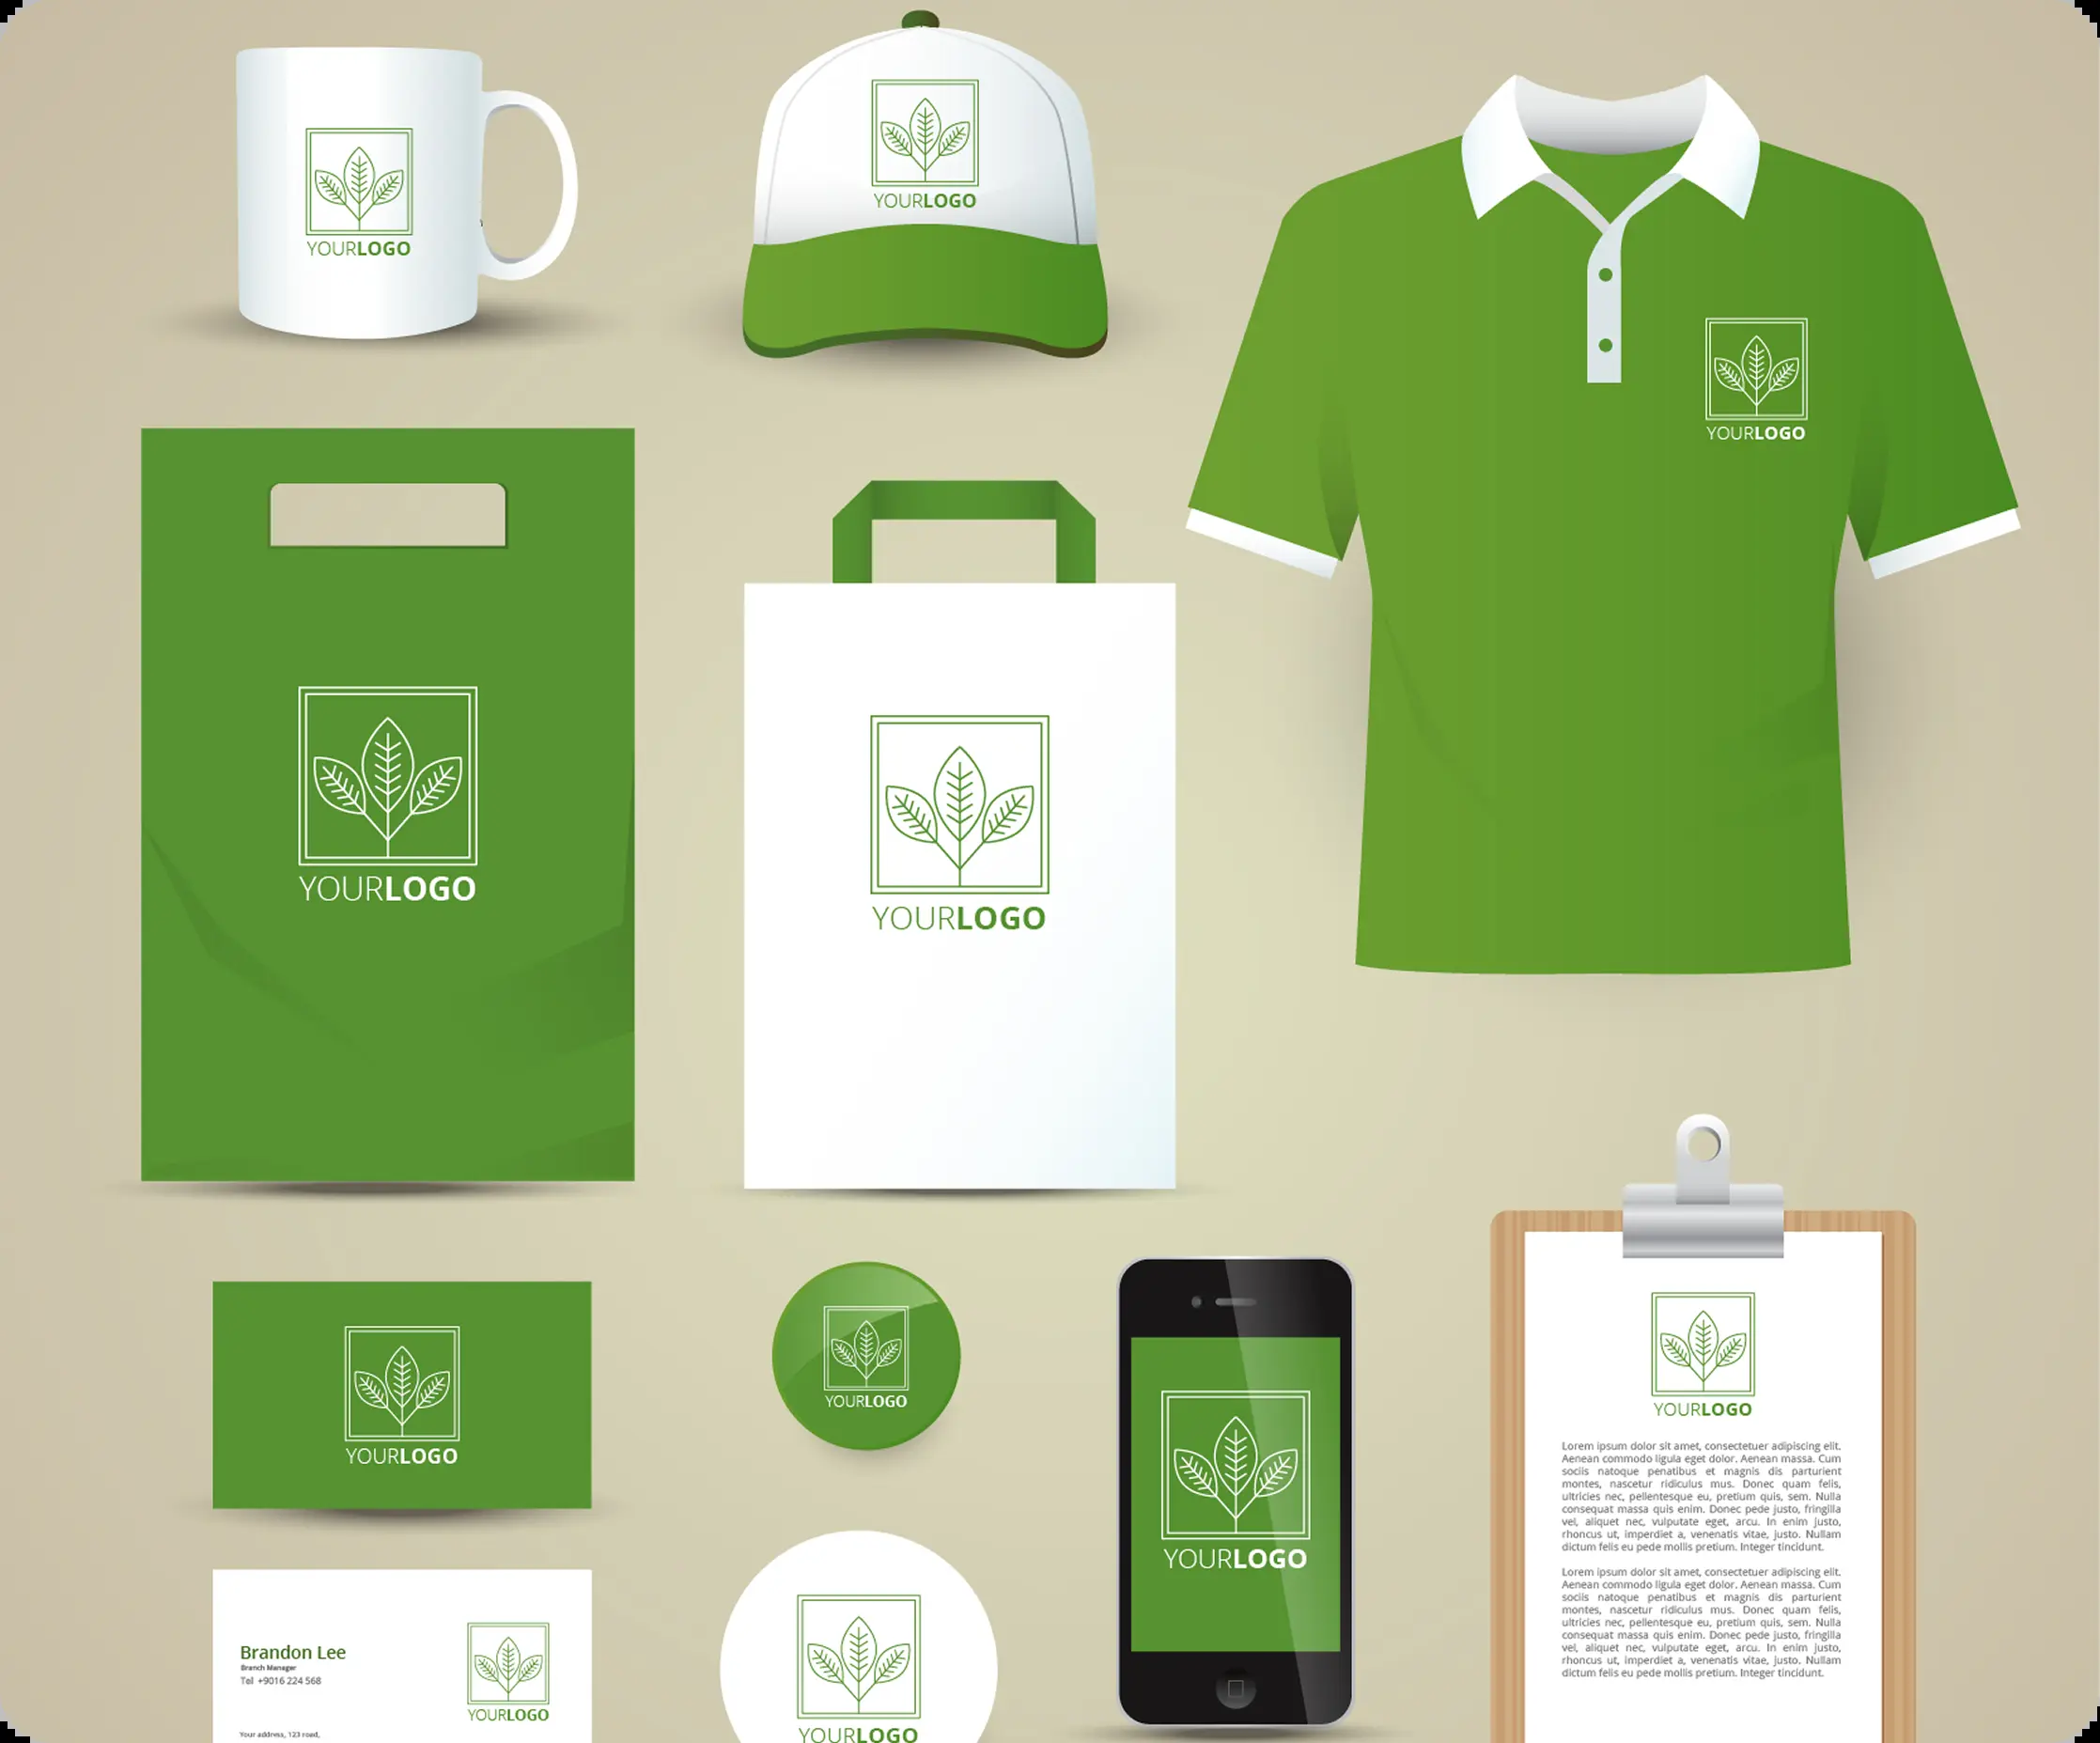 YOURLOGO
YOURLOGO
YOURLOGO
YOURLOGO
YOURLOGO
YOURLOGO
YOURLOGO
YOURLOGO
YOURLOGO
Lorem ipsum dolor sit amet, consectetuer adipiscing elit.
Aenean commodo ligula eget dolor. Aenean massa. Cum
sociis natoque penatibus et magnis dis parturient
montes, nascetur ridiculus mus. Donec quam felis,
ultricies nec, pellentesque eu, pretium quis, sem. Nulla
consequat massa quis enim. Donec pede justo, fringilla
vel, aliquet nec, vulputate eget, arcu. In enim justo,
rhoncus ut, imperdiet a, venenatis vitae, justo. Nullam
dictum felis eu pede mollis pretium. Integer tincidunt.
Lorem ipsum dolor sit amet, consectetuer adipiscing elit.
Aenean commodo ligula eget dolor. Aenean massa. Cum
sociis natoque penatibus et magnis dis parturient
montes, nascetur ridiculus mus. Donec quam felis,
ultricies nec, pellentesque eu, pretium quis, sem. Nulla
consequat massa quis enim. Donec pede justo, fringilla
vel, aliquet nec, vulputate eget, arcu. In enim justo,
rhoncus ut, imperdiet a, venenatis vitae, justo. Nullam
dictum felis eu pede mollis pretium. Integer tincidunt.
Brandon Lee
Branch Manager
Tel +9016 224 568
YOURLOGO
Your address, 123 road,
YOURLOGO